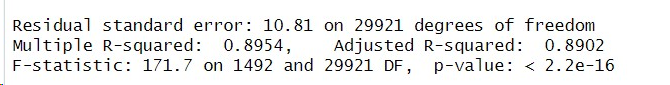 Residual standard error: 10.81 on 29921 degrees of freedom
Multiple R-squared:  0.8954,    Adjusted R-squared:  0.8902
F-statistic: 171.7 on 1492 and 29921 DF,  p-value: < 2.2e-16